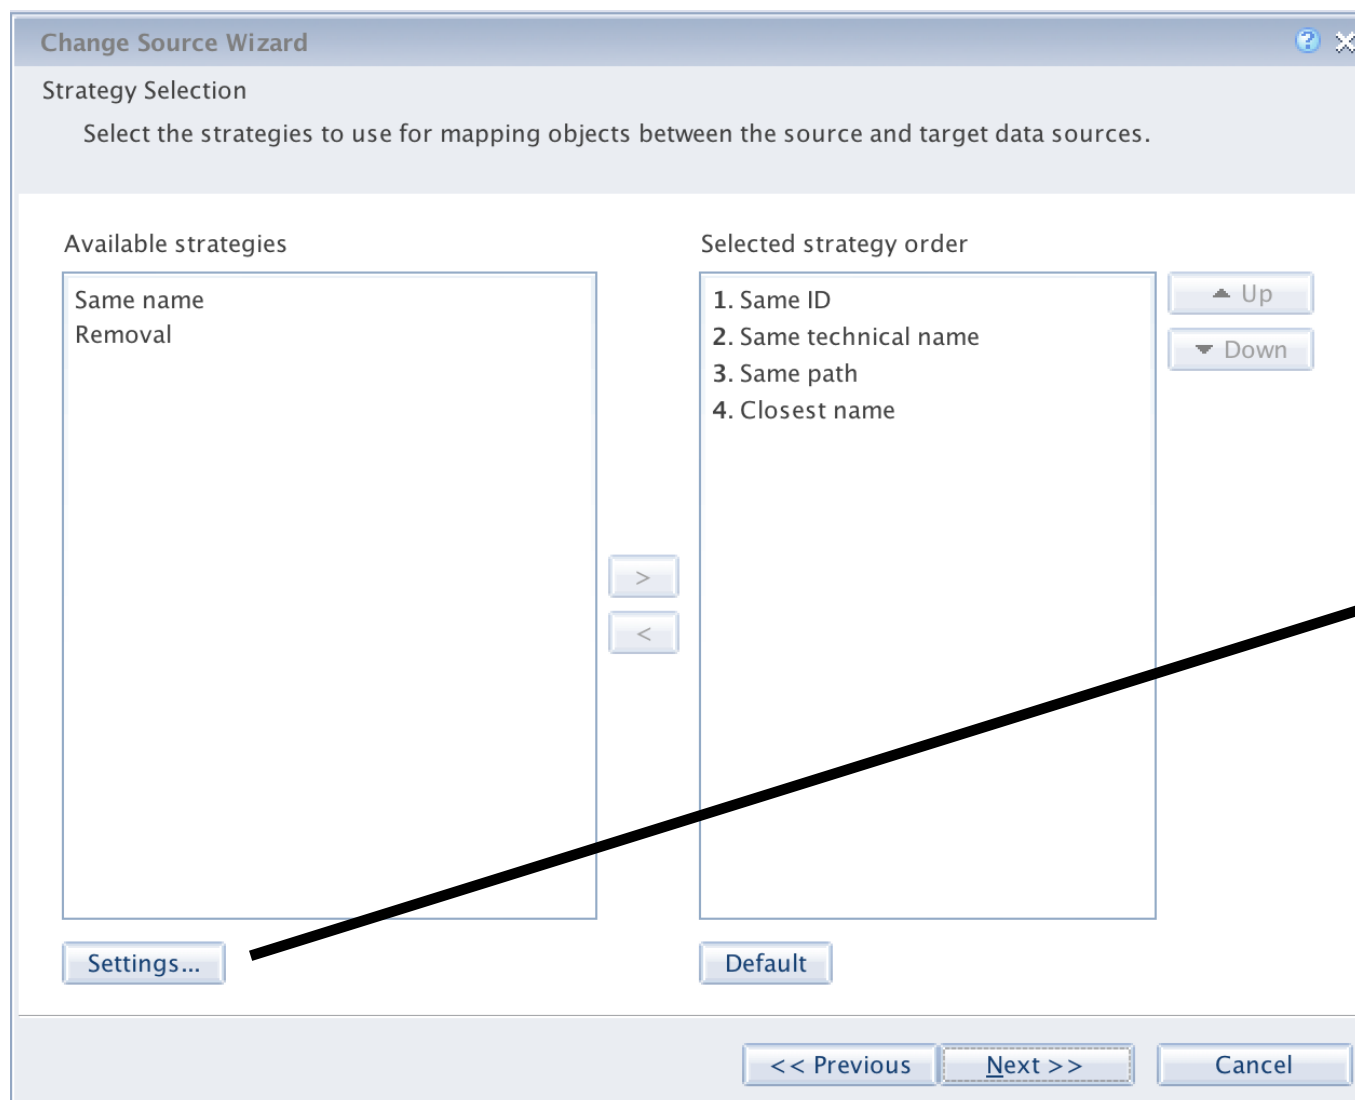 Change Source Wizard
?
Strategy Selection
Select the strategies to use for mapping objects between the source and target data sources.
Available strategies
Same name
Removal
>
<
Settings...
Selected strategy order
1. Same ID
2. Same technical name
3. Same path
4. Closest name
Up
Down
Default
<< Previous
Next >>
Cancel